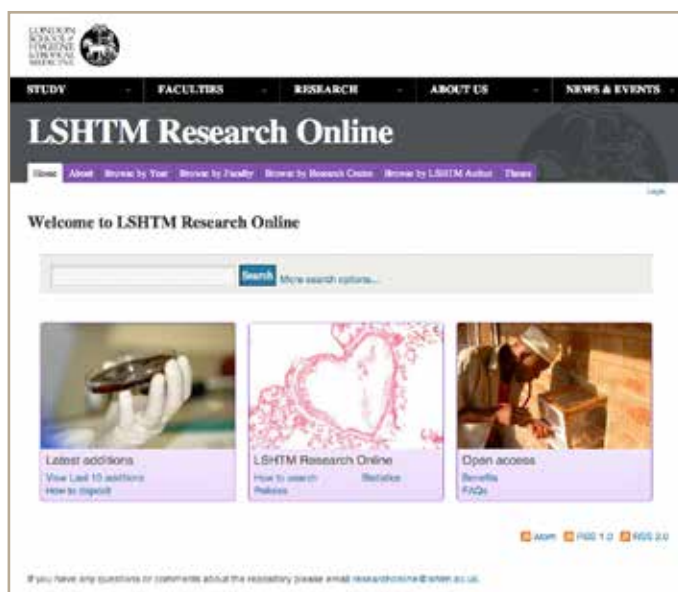 LONDON
SCHOOL of
HYGIENE
& TROPICAL
MEDICINE
STUDY FACULTIES RESEARCH ABOUT US NEWS & EVENTS
LSHTM Research Online
Home About Browse by Year Browse by Faculty Browse by Research Centre Browse by LSHTM Author Theses
Login
Welcome to LSHTM Research Online
Search More search options...
Latest additions LSHTM Research Online Open access
View Last 10 additions How to search Statistics Benefits
How to deposit Policies FAQs
Atom RSS 1.0 RSS 2.0
If you have any questions or comments about the repository please email researchonline@lshtm.ac.uk.